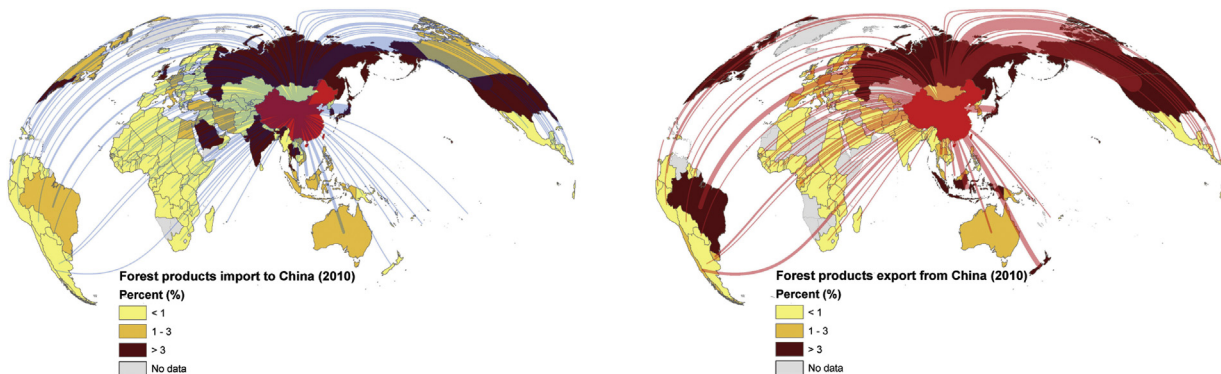 Forest products import to China (2010)
Percent (%)
< 1
1 - 3
> 3
No data
Forest products export from China (2010)
Percent (%)
< 1
1 - 3
> 3
No data